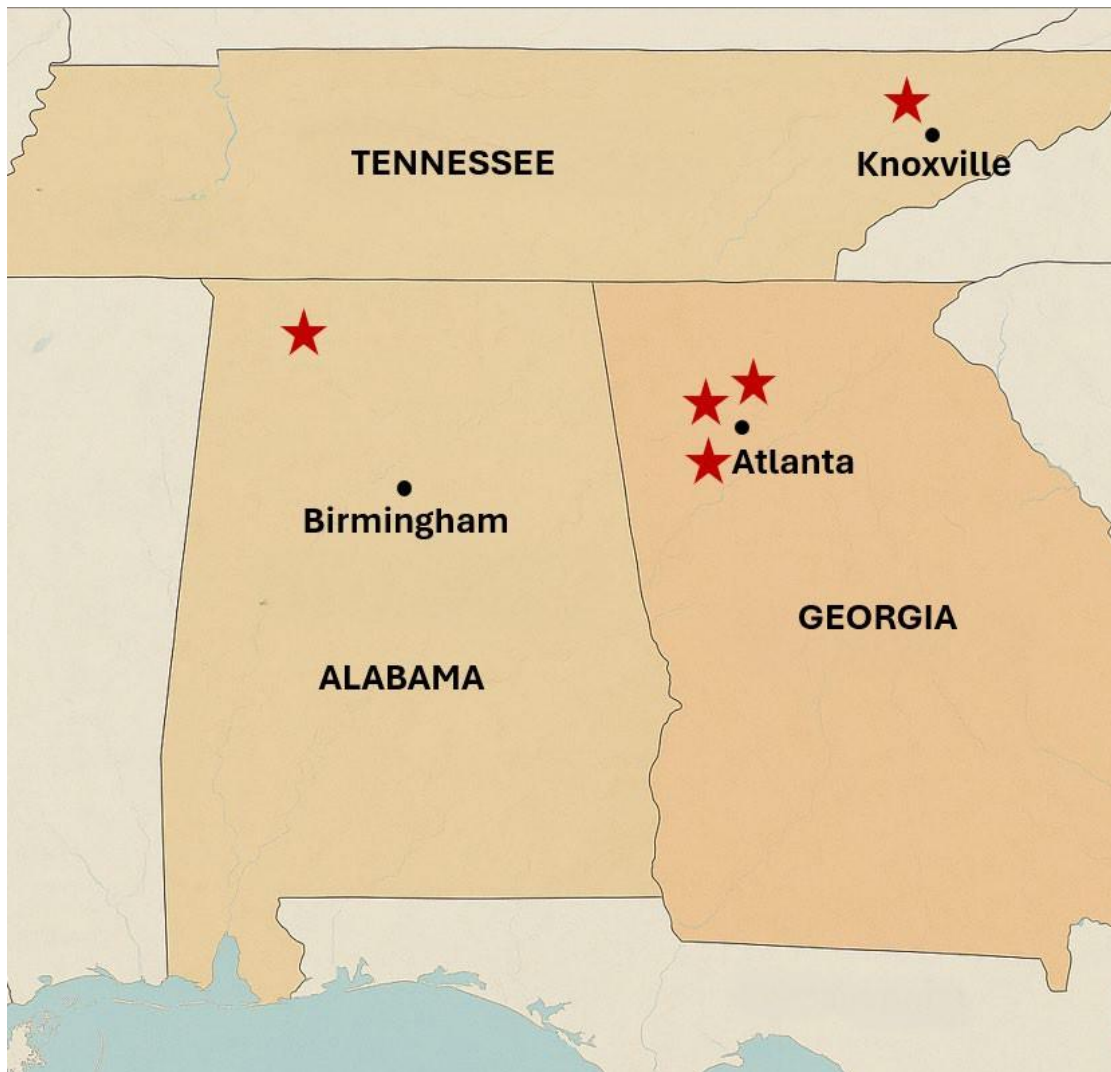 TENNESSEE
Knoxville
Atlanta
Birmingham
GEORGIA
ALABAMA